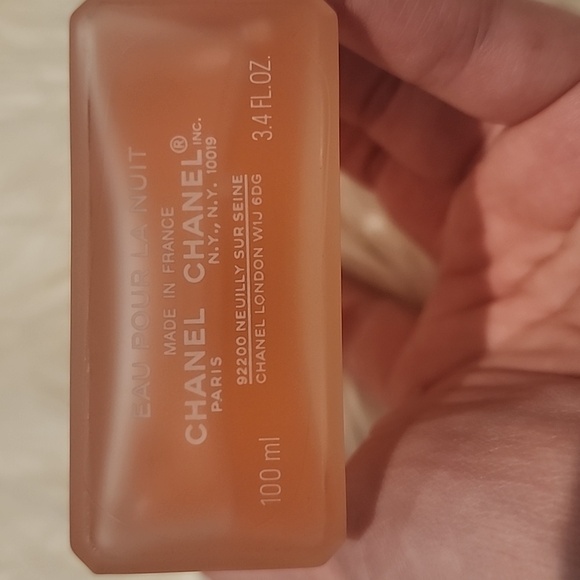 EAU POUR LA NUIT
MADE IN FRANCE
CHANEL CHANEL® INC.
PARIS N.Y., N.Y. 10019
92200 NEUILLY SUR SEINE
CHANEL LONDON W1J 6DG
100 ml 3.4 FL.OZ.